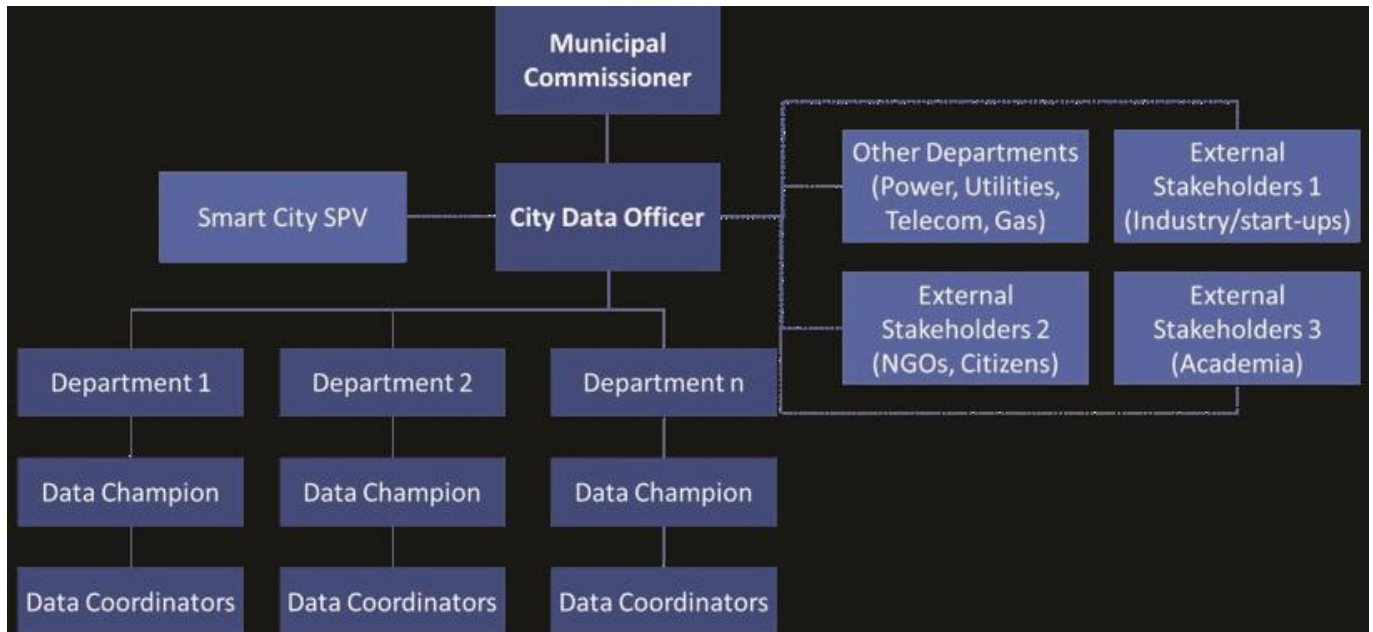 Municipal
Commissioner
Smart City SPV
City Data Officer
Other Departments
(Power, Utilities,
Telecom, Gas)
External
Stakeholders 1
(Industry/start-ups)
External
Stakeholders 2
(NGOs, Citizens)
External
Stakeholders 3
(Academia)
Department 1
Department 2
Department n
Data Champion
Data Champion
Data Champion
Data Coordinators
Data Coordinators
Data Coordinators